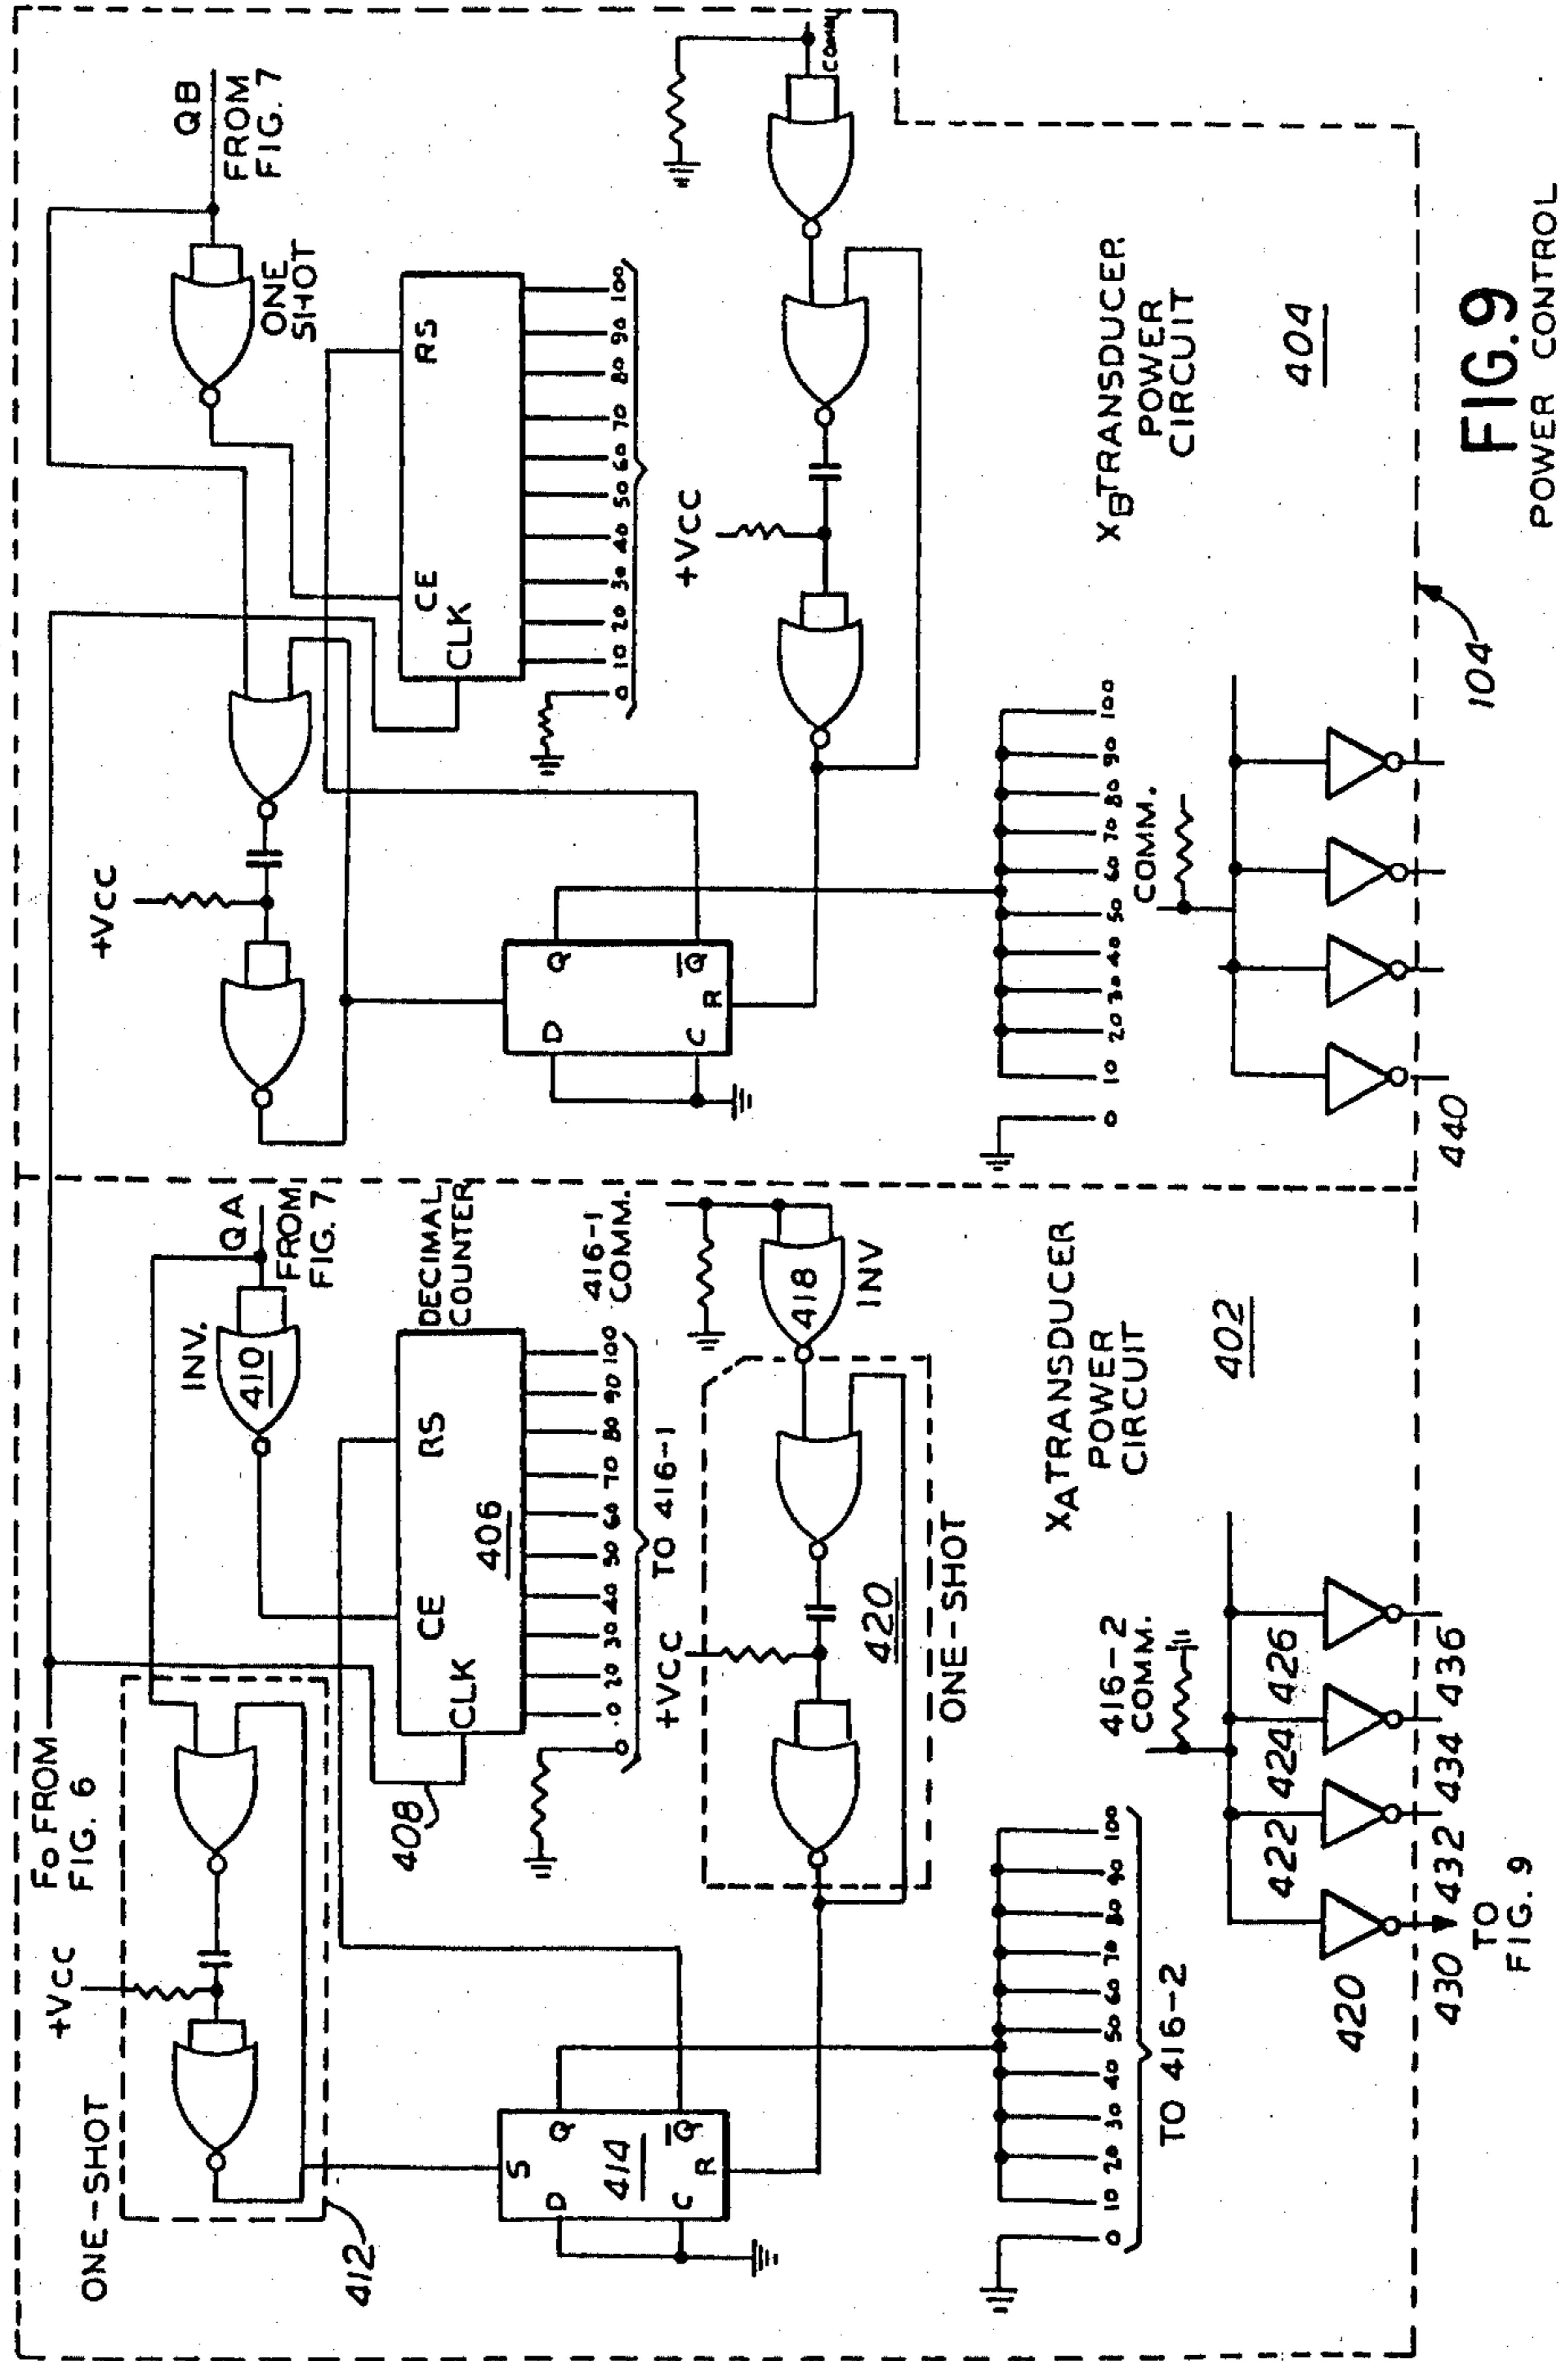 ONE-SHOT
+VCC
Fo FROM
FIG. 6
412
INV.
410
QA
FROM
FIG. 7
408
CLK
CE
RS
406
DECIMAL
COUNTER
0 .0 20 30 40 50 60 70 80 90 100
TO 416-1
416-1
COMM.
S
D
Q
414
C
Q
R
+VCC
420
ONE-SHOT
418
INV
0 10 20 30 40 50 60 70 80 90 100
TO 416-2
XA TRANSDUCER
POWER
CIRCUIT
402
416-2
COMM.
420
422
424
426
430
432
434
436
TO
FIG. 9
+VCC
QB
FROM
FIG. 7
ONE
SHOT
CLK
CE
RS
0 10 20 30 40 50 60 70 80 90 100
D
Q
C
Q
R
+VCC
COMM
0 10 20 30 40 50 60 70 80 90 100
COMM.
XB TRANSDUCER
POWER
CIRCUIT
404
440
104
FIG. 9
POWER CONTROL